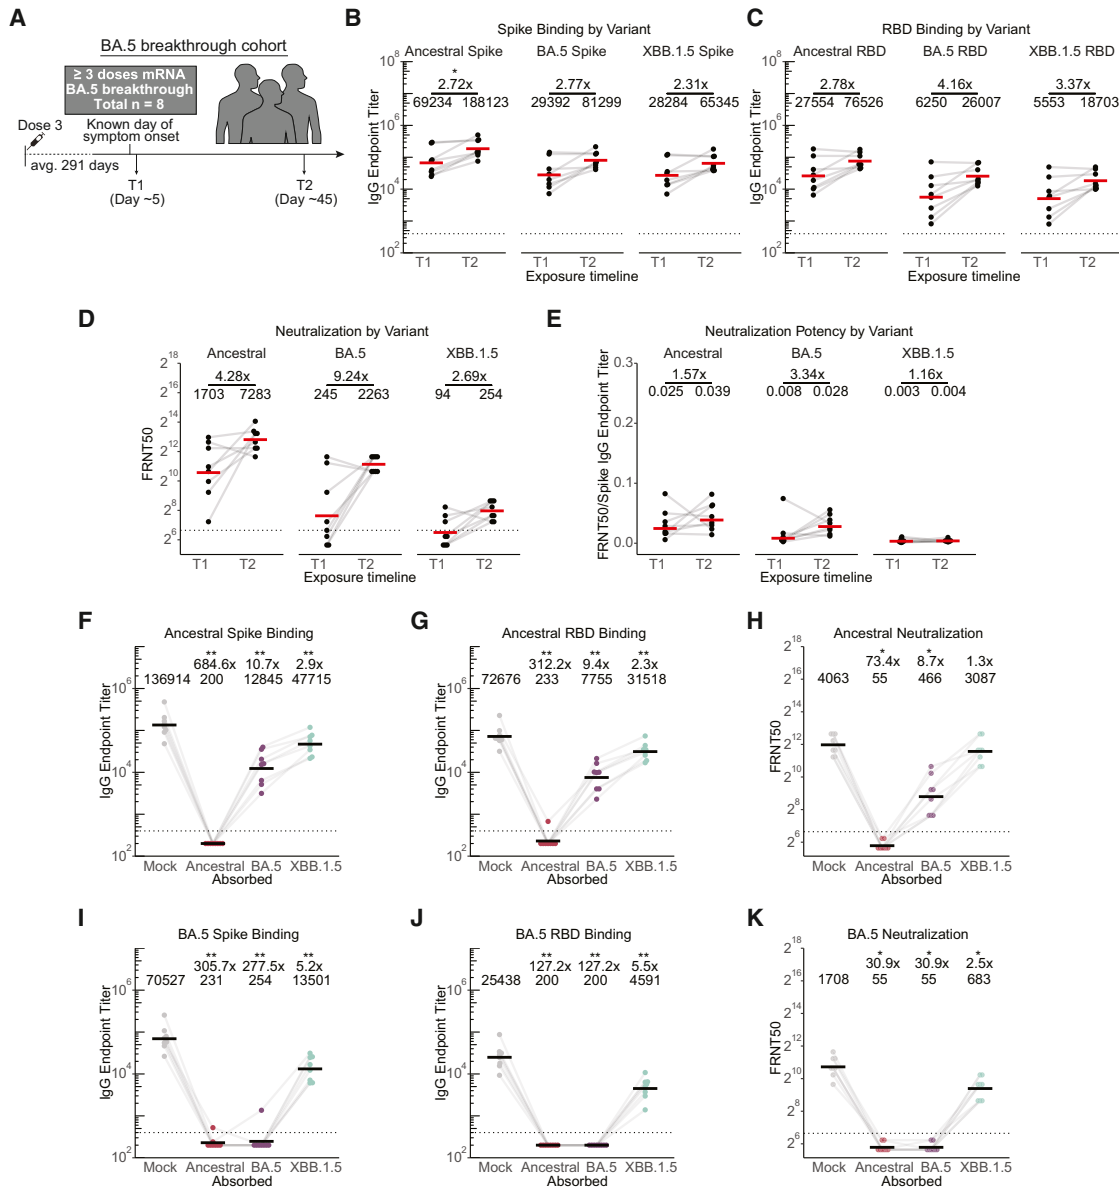 A
BA.5 breakthrough cohort
≥ 3 doses mRNA
BA.5 breakthrough
Total n = 8
Dose 3
Known day of
symptom onset
avg. 291 days
T1
(Day ~5)
T2
(Day ~45)
B
Spike Binding by Variant
Ancestral Spike BA.5 Spike XBB.1.5 Spike
*
2.72x 2.77x 2.31x
69234 188123 29392 81299 28284 65345
IgG Endpoint Titer
10^8
10^6
10^4
10^2
T1 T2 T1 T2 T1 T2
Exposure timeline
C
RBD Binding by Variant
Ancestral RBD BA.5 RBD XBB.1.5 RBD
2.78x 4.16x 3.37x
27554 76526 6250 26007 5553 18703
IgG Endpoint Titer
10^8
10^6
10^4
10^2
T1 T2 T1 T2 T1 T2
Exposure timeline
D
Neutralization by Variant
Ancestral BA.5 XBB.1.5
4.28x 9.24x 2.69x
1703 7283 245 2263 94 254
FRNT50
2^18
2^16
2^14
2^12
2^10
2^8
2^6
T1 T2 T1 T2 T1 T2
Exposure timeline
E
Neutralization Potency by Variant
Ancestral BA.5 XBB.1.5
1.57x 3.34x 1.16x
0.025 0.039 0.008 0.028 0.003 0.004
FRNT50/Spike IgG Endpoint Titer
0.3
0.2
0.1
0.0
T1 T2 T1 T2 T1 T2
Exposure timeline
F
Ancestral Spike Binding
** ** **
684.6x 10.7x 2.9x
136914 200 12845 47715
IgG Endpoint Titer
10^6
10^4
10^2
Mock Ancestral BA.5 XBB.1.5
Absorbed
G
Ancestral RBD Binding
** ** **
312.2x 9.4x 2.3x
72676 233 7755 31518
IgG Endpoint Titer
10^6
10^4
10^2
Mock Ancestral BA.5 XBB.1.5
Absorbed
H
Ancestral Neutralization
* *
73.4x 8.7x 1.3x
4063 55 466 3087
FRNT50
2^18
2^16
2^14
2^12
2^10
2^8
2^6
Mock Ancestral BA.5 XBB.1.5
Absorbed
I
BA.5 Spike Binding
** ** **
305.7x 277.5x 5.2x
70527 231 254 13501
IgG Endpoint Titer
10^6
10^4
10^2
Mock Ancestral BA.5 XBB.1.5
Absorbed
J
BA.5 RBD Binding
** ** **
127.2x 127.2x 5.5x
25438 200 200 4591
IgG Endpoint Titer
10^6
10^4
10^2
Mock Ancestral BA.5 XBB.1.5
Absorbed
K
BA.5 Neutralization
* * *
30.9x 30.9x 2.5x
1708 55 55 683
FRNT50
2^18
2^16
2^14
2^12
2^10
2^8
2^6
Mock Ancestral BA.5 XBB.1.5
Absorbed